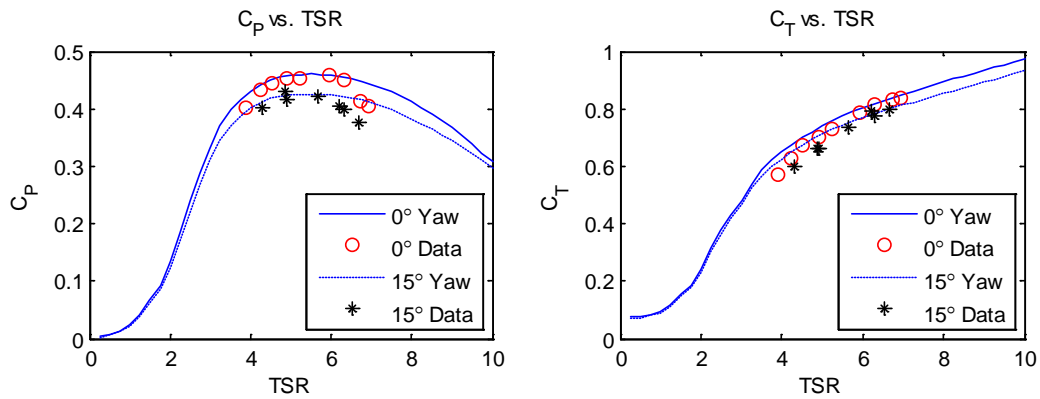 C_P vs. TSR
0.5
0.4
0.3
0.2
0.1
0
C_P
0 2 4 6 8 10
TSR
0° Yaw
0° Data
15° Yaw
15° Data
C_T vs. TSR
1
0.8
0.6
0.4
0.2
0
C_T
0 2 4 6 8 10
TSR
0° Yaw
0° Data
15° Yaw
15° Data